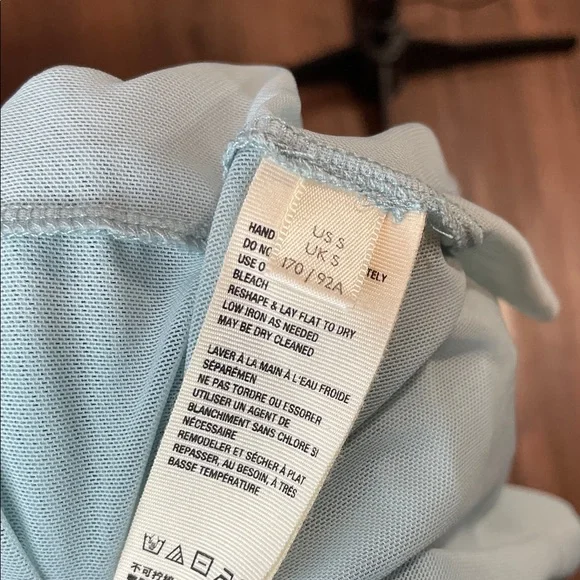 US S
UK S
170 / 92A
HAND
DO NO
TELY
USE O
BLEACH
RESHAPE & LAY FLAT TO DRY
LOW IRON AS NEEDED
MAY BE DRY CLEANED
LAVER À LA MAIN À L'EAU FROIDE
SÉPARÉMEN
NE PAS TORDRE OU ESSORER
UTILISER UN AGENT DE
BLANCHIMENT SANS CHLORE SI
NÉCESSAIRE
REMODELER ET SÉCHER À PLAT
REPASSER, AU BESOIN, À TRÈS
BASSE TEMPÉRATURE
不可拧